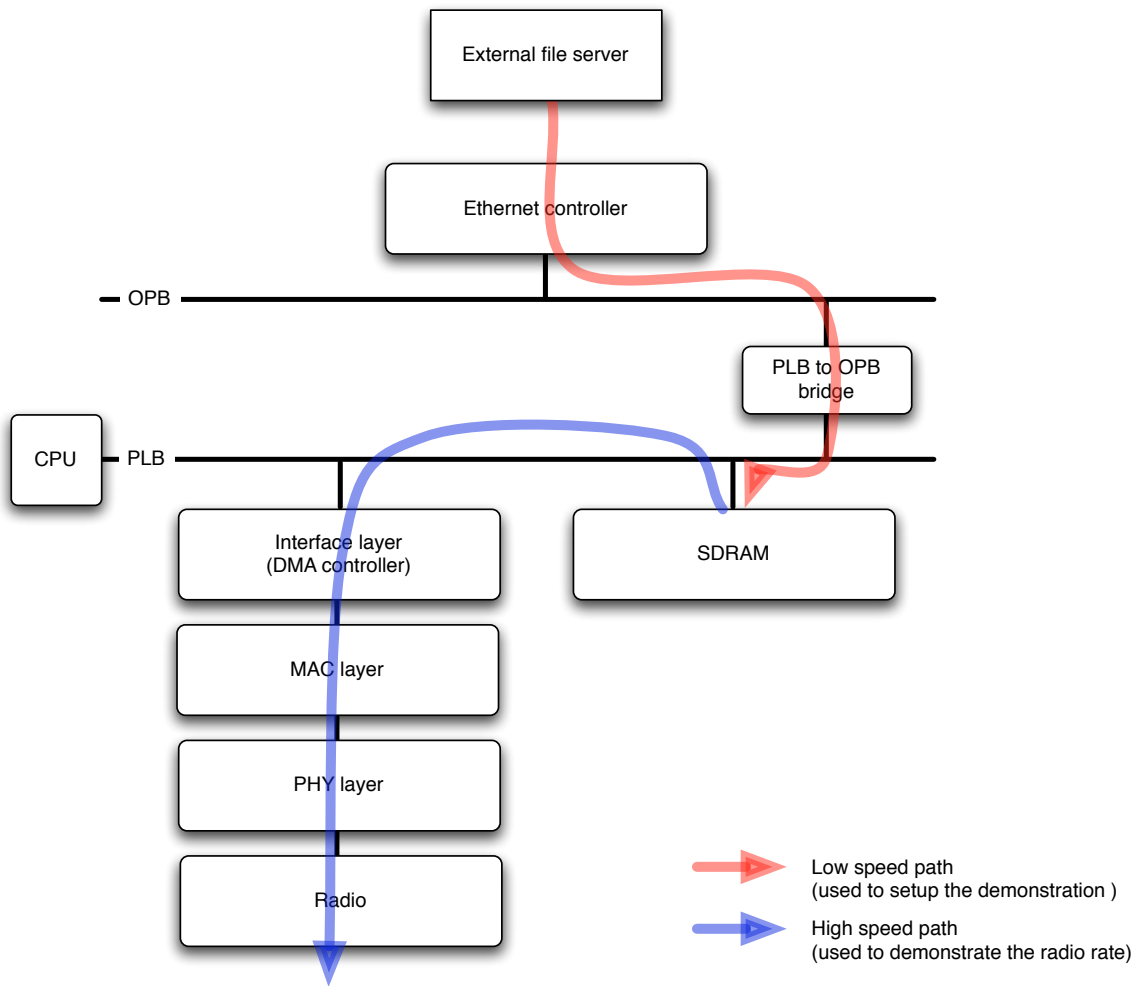 External file server
Ethernet controller
OPB
PLB to OPB
bridge
CPU
PLB
Interface layer
(DMA controller)
SDRAM
MAC layer
PHY layer
Radio
Low speed path
(used to setup the demonstration )
High speed path
(used to demonstrate the radio rate)